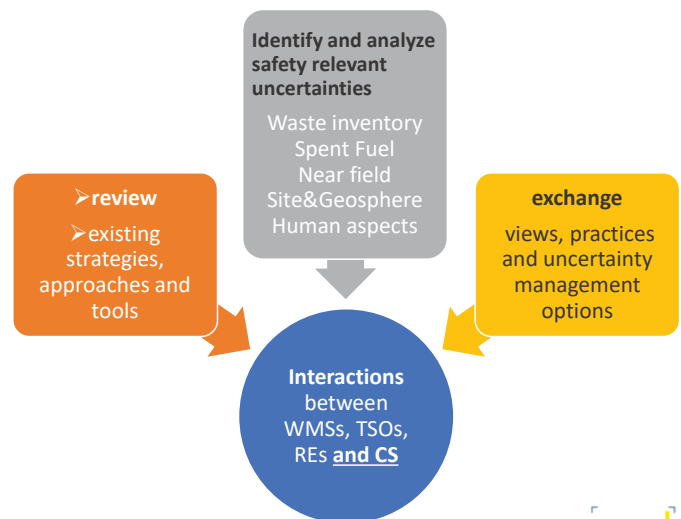 Identify and analyze
safety relevant
uncertainties
Waste inventory
Spent Fuel
Near field
Site&Geosphere
Human aspects
➢review
➢existing
strategies,
approaches and
tools
exchange
views, practices
and uncertainty
management
options
Interactions
between
WMSs, TSOs,
REs and CS